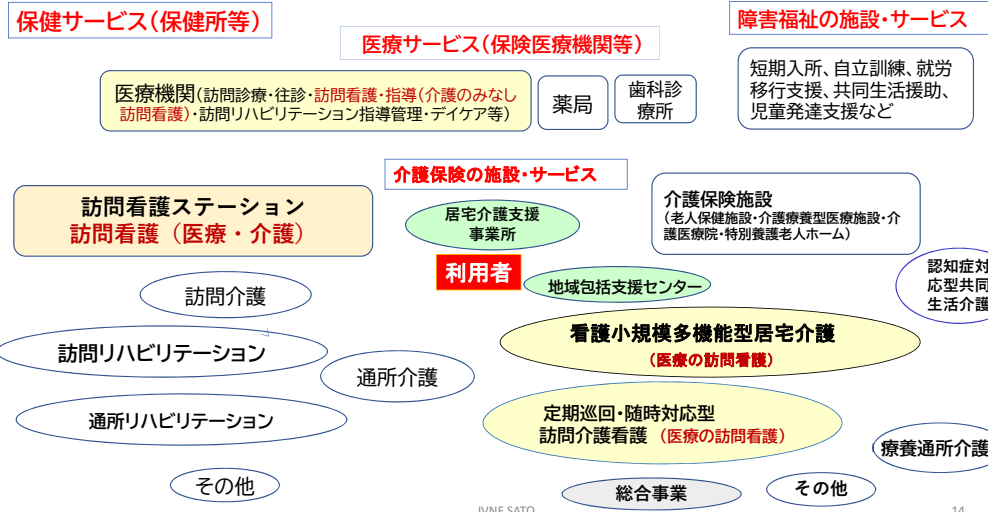 保健サービス(保健所等)
医療サービス(保険医療機関等)
障害福祉の施設・サービス
医療機関(訪問診療・往診・訪問看護・指導(介護のみなし
訪問看護)・訪問リハビリテーション指導管理・デイケア等)
薬局
歯科診
療所
短期入所、自立訓練、就労
移行支援、共同生活援助、
児童発達支援など
介護保険の施設・サービス
訪問看護ステーション
訪問看護(医療・介護)
居宅介護支援
事業所
介護保険施設
(老人保健施設・介護療養型医療施設・介
護医療院・特別養護老人ホーム)
利用者
地域包括支援センター
認知症対
応型共同
生活介護
訪問介護
看護小規模多機能型居宅介護
(医療の訪問看護)
訪問リハビリテーション
通所介護
通所リハビリテーション
定期巡回・随時対応型
訪問介護看護 (医療の訪問看護)
療養通所介護
その他
総合事業
その他
JVNF SATO
14